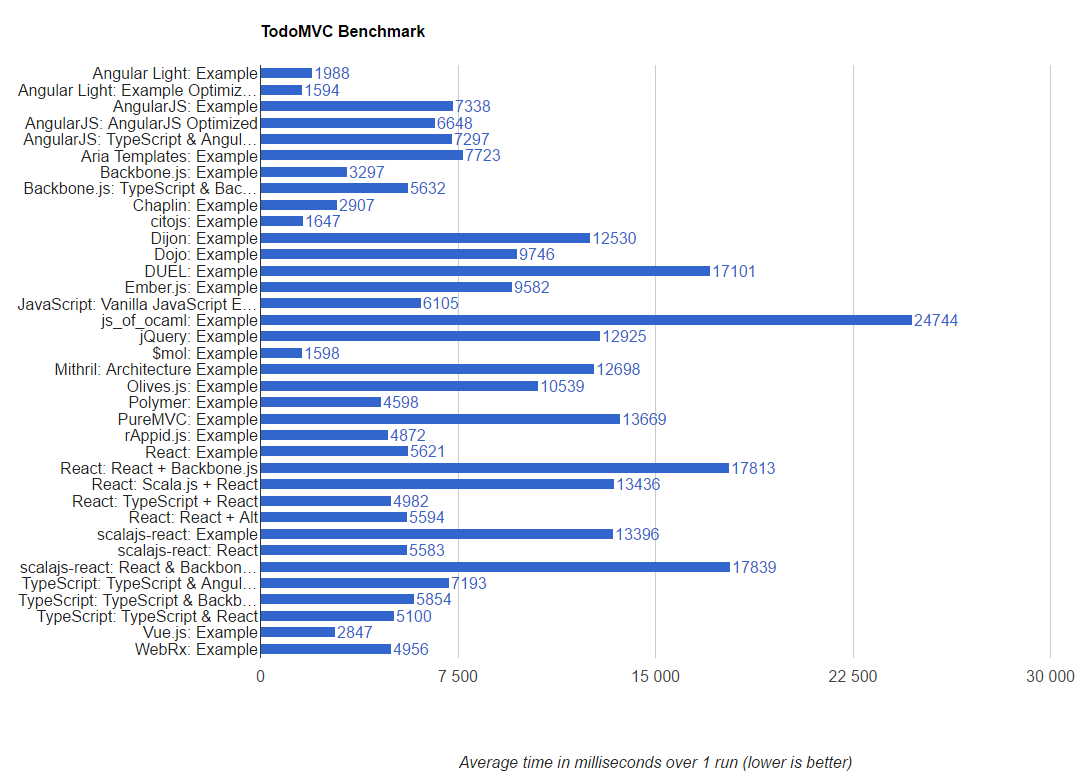 TodoMVC Benchmark
Angular Light: Example 1988
Angular Light: Example Optimiz… 1594
AngularJS: Example 7338
AngularJS: AngularJS Optimized 6648
AngularJS: TypeScript & Angul… 7297
Aria Templates: Example 7723
Backbone.js: Example 3297
Backbone.js: TypeScript & Bac… 5632
Chaplin: Example 2907
citojs: Example 1647
Dijon: Example 12530
Dojo: Example 9746
DUEL: Example 17101
Ember.js: Example 9582
JavaScript: Vanilla JavaScript E… 6105
js_of_ocaml: Example 24744
jQuery: Example 12925
$mol: Example 1598
Mithril: Architecture Example 12698
Olives.js: Example 10539
Polymer: Example 4598
PureMVC: Example 13669
rAppid.js: Example 4872
React: Example 5621
React: React + Backbone.js 17813
React: Scala.js + React 13436
React: TypeScript + React 4982
React: React + Alt 5594
scalajs-react: Example 13396
scalajs-react: React 5583
scalajs-react: React & Backbon… 17839
TypeScript: TypeScript & Angul… 7193
TypeScript: TypeScript & Backb… 5854
TypeScript: TypeScript & React 5100
Vue.js: Example 2847
WebRx: Example 4956
0 7 500 15 000 22 500 30 000
Average time in milliseconds over 1 run (lower is better)